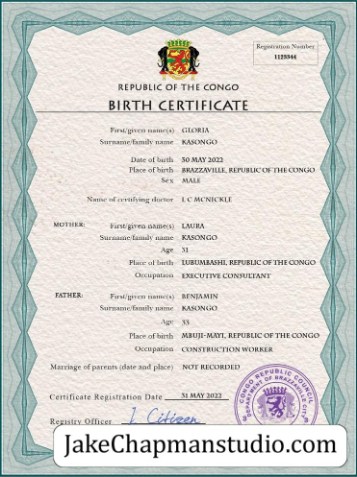 Registration Number
1123344
REPUBLIC OF THE CONGO
BIRTH CERTIFICATE
First/given name(s) GLORIA
Surname/family name KASONGO
Date of birth 30 MAY 2022
Place of birth BRAZZAVILLE, REPUBLIC OF THE CONGO
Sex MALE
Name of certifying doctor L C MCNICKLE
MOTHER: First/given name(s) LAURA
Surname/family name KASONGO
Age 31
Place of birth LUBUMBASHI, REPUBLIC OF THE CONGO
Occupation EXECUTIVE CONSULTANT
FATHER: First/given name(s) BENJAMIN
Surname/family name KASONGO
Age 33
Place of birth MBUJI-MAYI, REPUBLIC OF THE CONGO
Occupation CONSTRUCTION WORKER
Marriage of parents (date and place) NOT RECORDED
Certificate Registration Date 31 MAY 2022
Registry Officer J. Citizen
CONGO REPUBLIC COUNCIL
DEPARTMENT OF BRAZZAVILLE CITY
JakeChapmanstudio.com